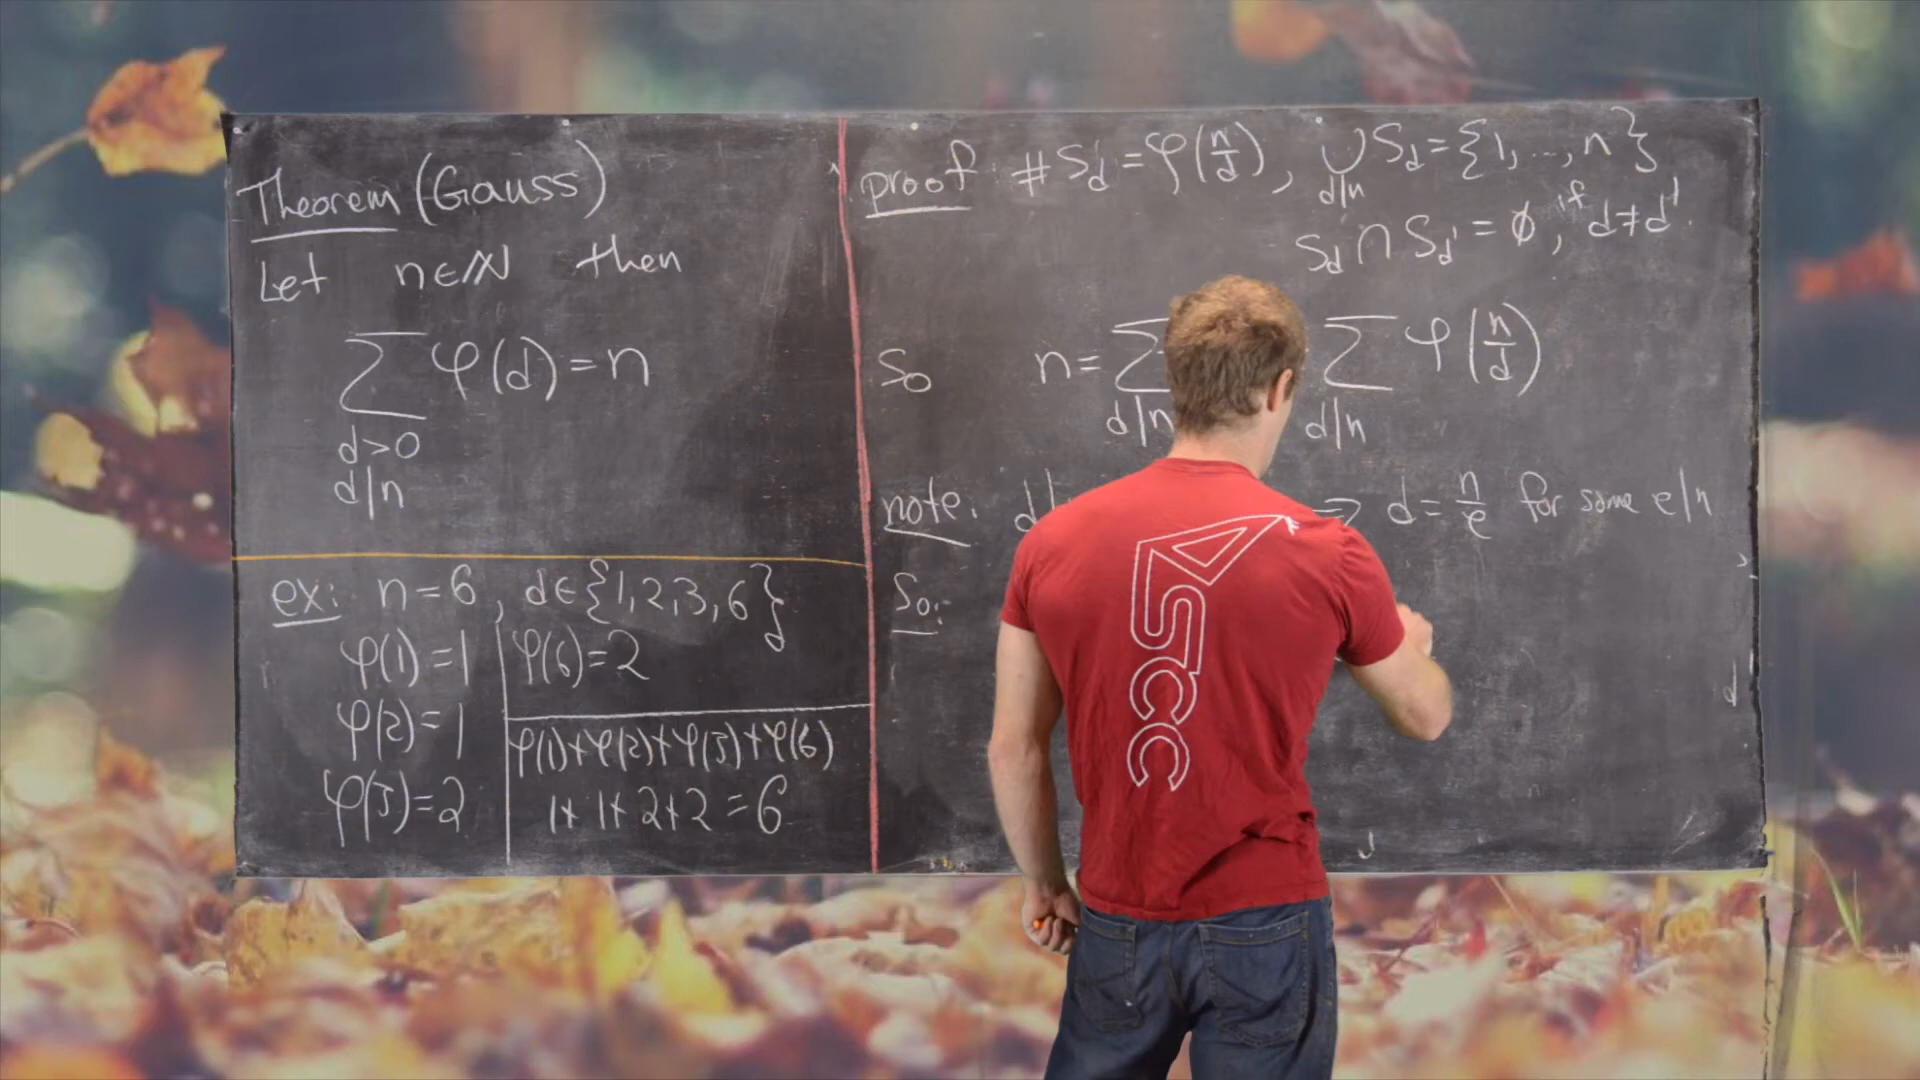 Theorem (Gauss)
Let n∈ℕ then
∑ φ(d) = n
d>0
d|n
ex: n=6, d∈{1,2,3,6}
φ(1)=1
φ(2)=1
φ(3)=2
φ(6)=2
φ(1)+φ(2)+φ(3)+φ(6)
1+1+2+2=6
proof: #S_d = φ(n/d), ∪ S_d = {1,...,n}
d|n
S_d ∩ S_d' = ∅, if d≠d'.
So n = ∑ ∑ φ(n/d)
d|n d|n
note: d| ⇒ d = n/e for some e|n
So:
ASCC